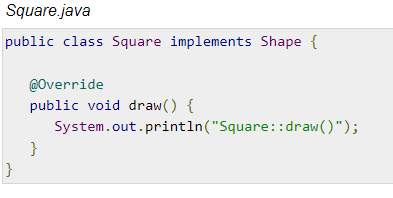 Square.java
public class Square implements Shape {
@Override
public void draw() {
System.out.println("Square::draw()");
}
}